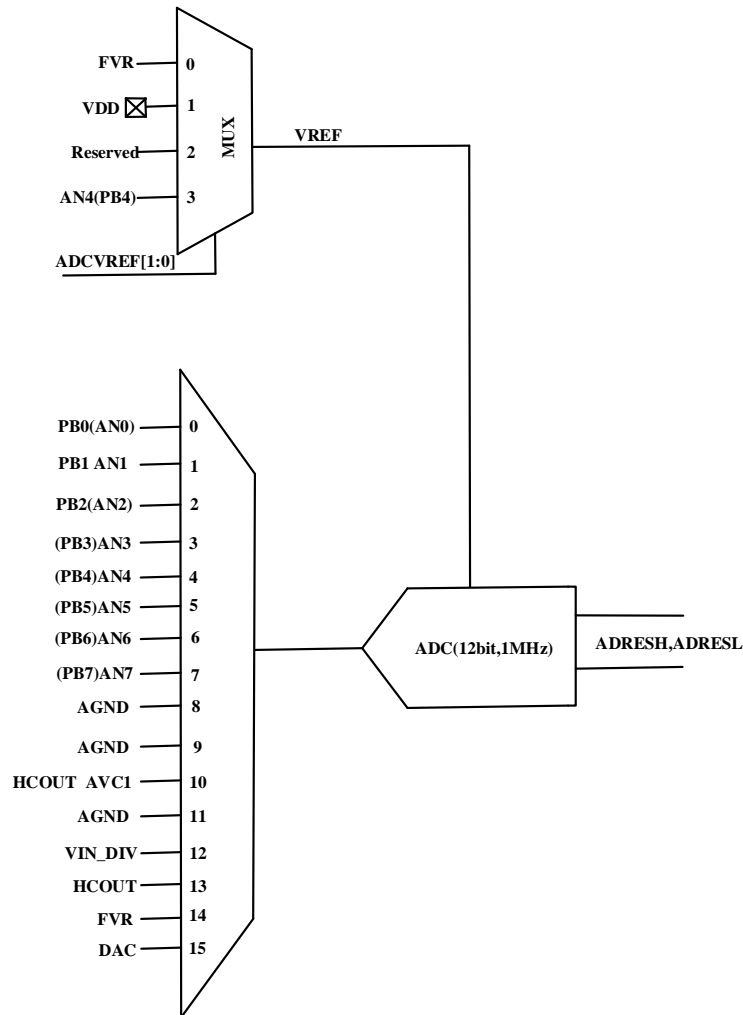 FVR 0
VDD 1
Reserved 2
AN4(PB4) 3
MUX
VREF
ADCVREF[1:0]
PB0(AN0) 0
PB1 AN1 1
PB2(AN2) 2
(PB3)AN3 3
(PB4)AN4 4
(PB5)AN5 5
(PB6)AN6 6
(PB7)AN7 7
AGND 8
AGND 9
HCOUT AVC1 10
AGND 11
VIN_DIV 12
HCOUT 13
FVR 14
DAC 15
ADC(12bit,1MHz)
ADRESH,ADRESL